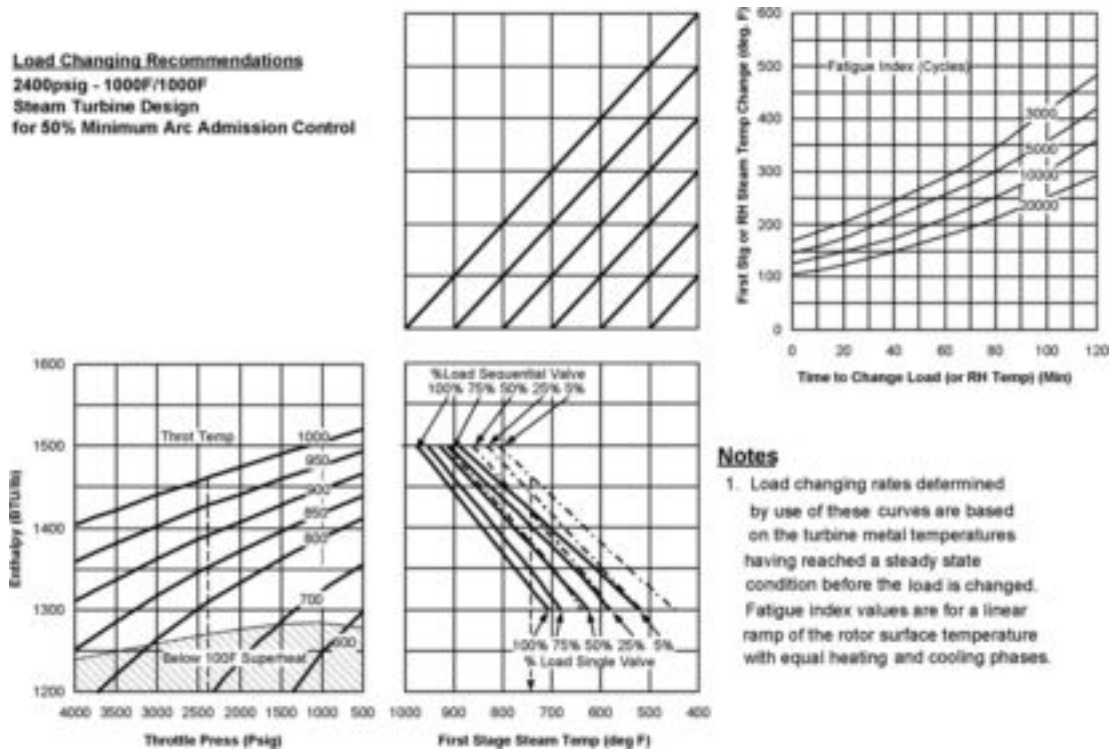 Load Changing Recommendations
2400psig - 1000F/1000F
Steam Turbine Design
for 50% Minimum Arc Admission Control
First Stg or RH Steam Temp Change (deg. F)
600
500
400
300
200
100
0
Fatigue Index (Cycles)
3000
5000
10000
20000
0 20 40 60 80 100 120
Time to Change Load (or RH Temp) (Min)
Enthalpy (BTU/lb)
1600
1500
1400
1300
1200
Throt Temp
1000
950
900
850
800
700
600
Below 100F Superheat
4000 3500 3000 2500 2000 1500 1000 500
Throttle Press (Psig)
%Load Sequential Valve
100% 75% 50% 25% 5%
100% 75% 50% 25% 5%
% Load Single Valve
1000 900 800 700 600 500 400
First Stage Steam Temp (deg F)
Notes
1. Load changing rates determined
by use of these curves are based
on the turbine metal temperatures
having reached a steady state
condition before the load is changed.
Fatigue index values are for a linear
ramp of the rotor surface temperature
with equal heating and cooling phases.